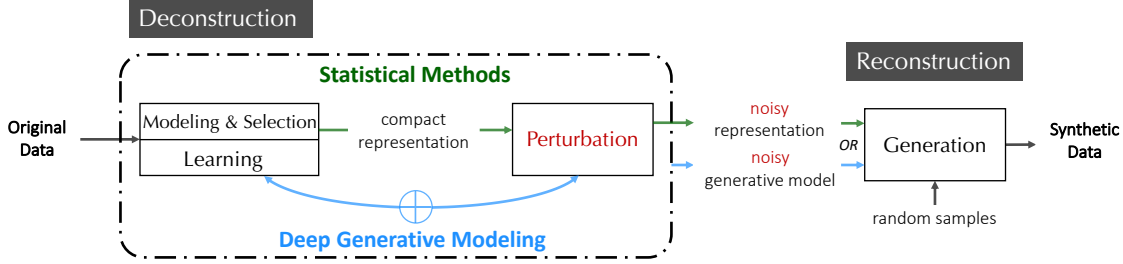 Deconstruction
Reconstruction
Statistical Methods
Original
Data
Modeling & Selection
Learning
compact
representation
Perturbation
noisy
representation
OR
noisy
generative model
Generation
Synthetic
Data
random samples
Deep Generative Modeling